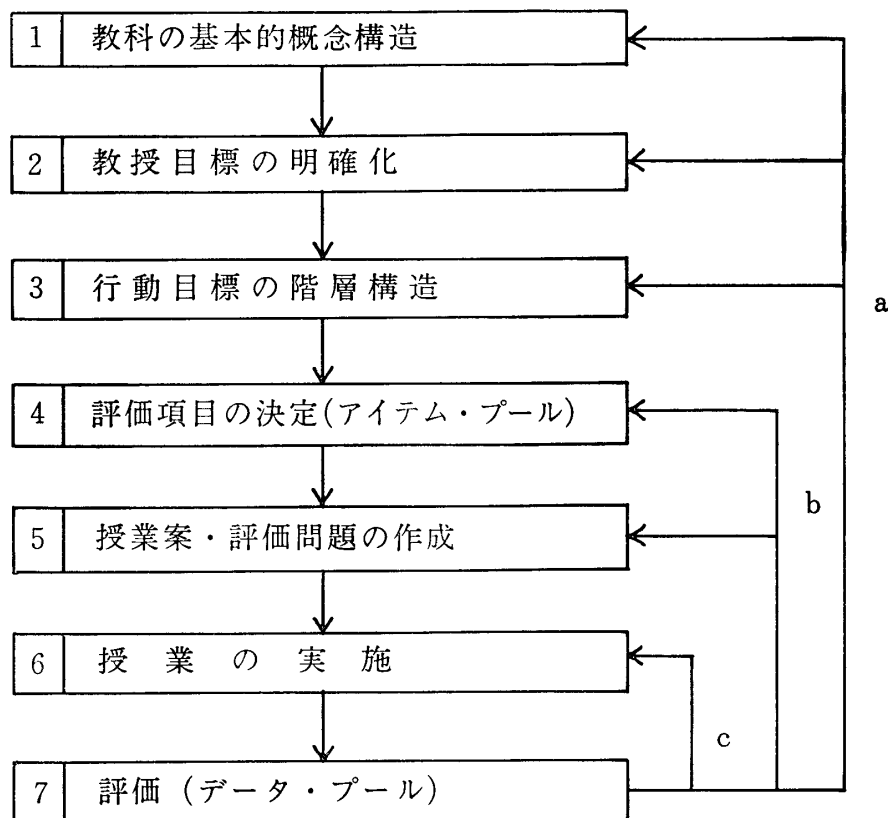 1 教科の基本的概念構造
2 教授目標の明確化
3 行動目標の階層構造
a
4 評価項目の決定(アイテム・プール)
b
5 授業案・評価問題の作成
6 授業の実施
c
7 評価(データ・プール)